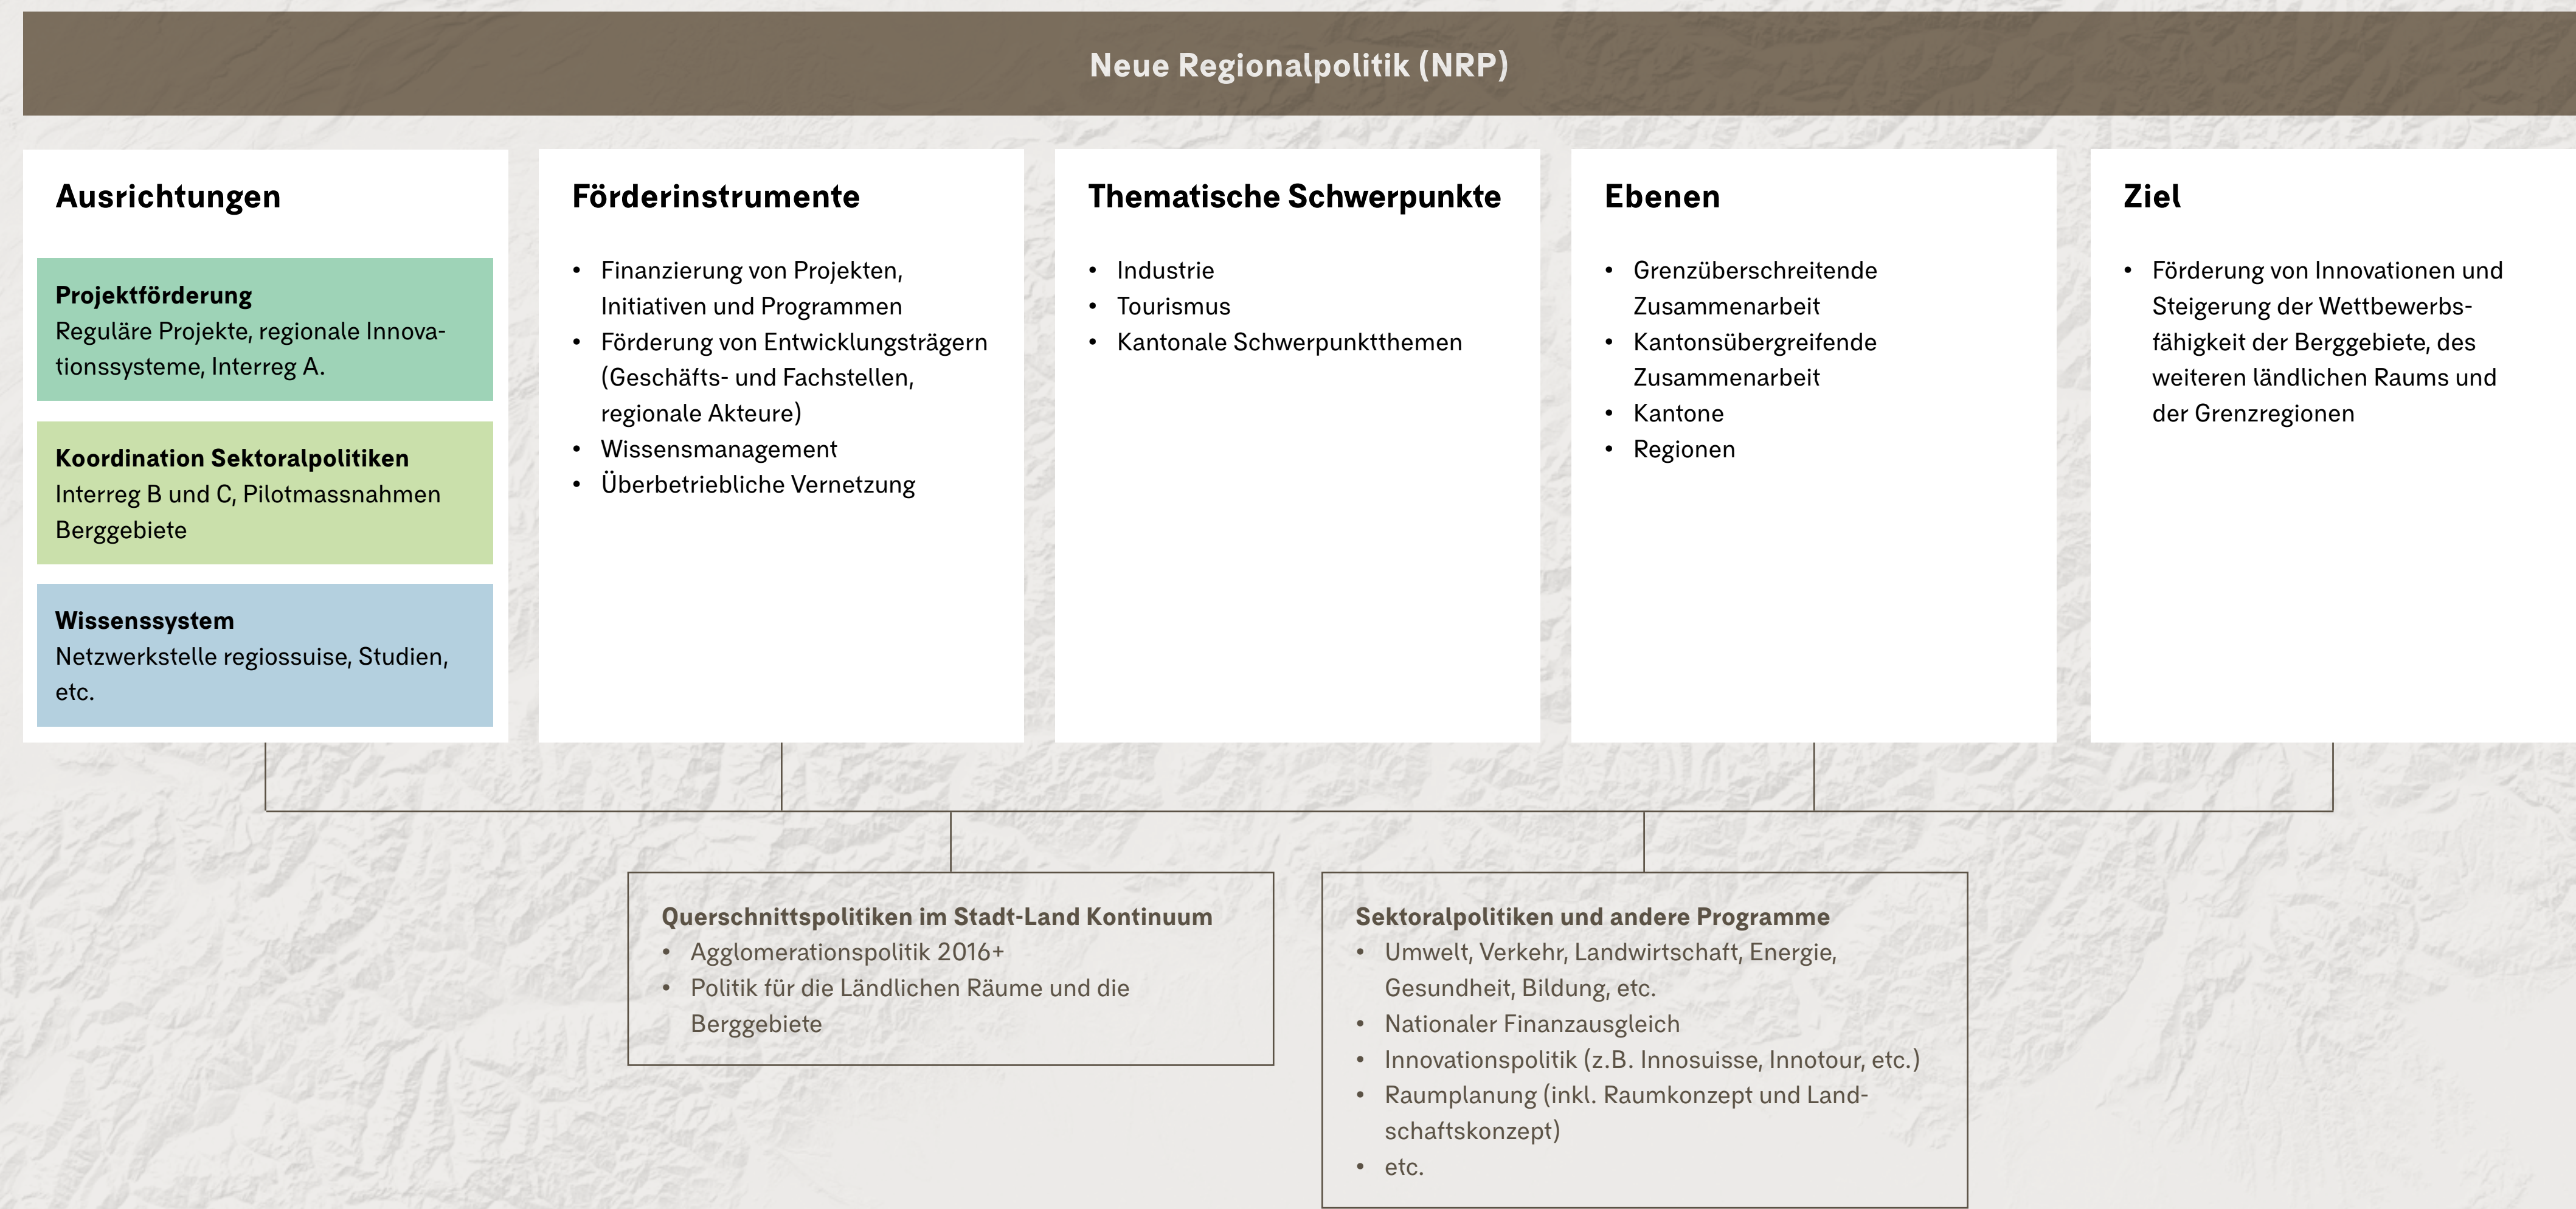 Neue Regionalpolitik (NRP)
Ausrichtungen
Projektförderung
Reguläre Projekte, regionale Innova-
tionssysteme, Interreg A.
Koordination Sektoralpolitiken
Interreg B und C, Pilotmassnahmen
Berggebiete
Wissenssystem
Netzwerkstelle regiossuise, Studien,
etc.
Förderinstrumente
• Finanzierung von Projekten,
Initiativen und Programmen
• Förderung von Entwicklungsträgern
(Geschäfts- und Fachstellen,
regionale Akteure)
• Wissensmanagement
• Überbetriebliche Vernetzung
Thematische Schwerpunkte
• Industrie
• Tourismus
• Kantonale Schwerpunktthemen
Ebenen
• Grenzüberschreitende
Zusammenarbeit
• Kantonsübergreifende
Zusammenarbeit
• Kantone
• Regionen
Ziel
• Förderung von Innovationen und
Steigerung der Wettbewerbs-
fähigkeit der Berggebiete, des
weiteren ländlichen Raums und
der Grenzregionen
Querschnittspolitiken im Stadt-Land Kontinuum
• Agglomerationspolitik 2016+
• Politik für die Ländlichen Räume und die
Berggebiete
Sektoralpolitiken und andere Programme
• Umwelt, Verkehr, Landwirtschaft, Energie,
Gesundheit, Bildung, etc.
• Nationaler Finanzausgleich
• Innovationspolitik (z.B. Innosuisse, Innotour, etc.)
• Raumplanung (inkl. Raumkonzept und Land-
schaftskonzept)
• etc.